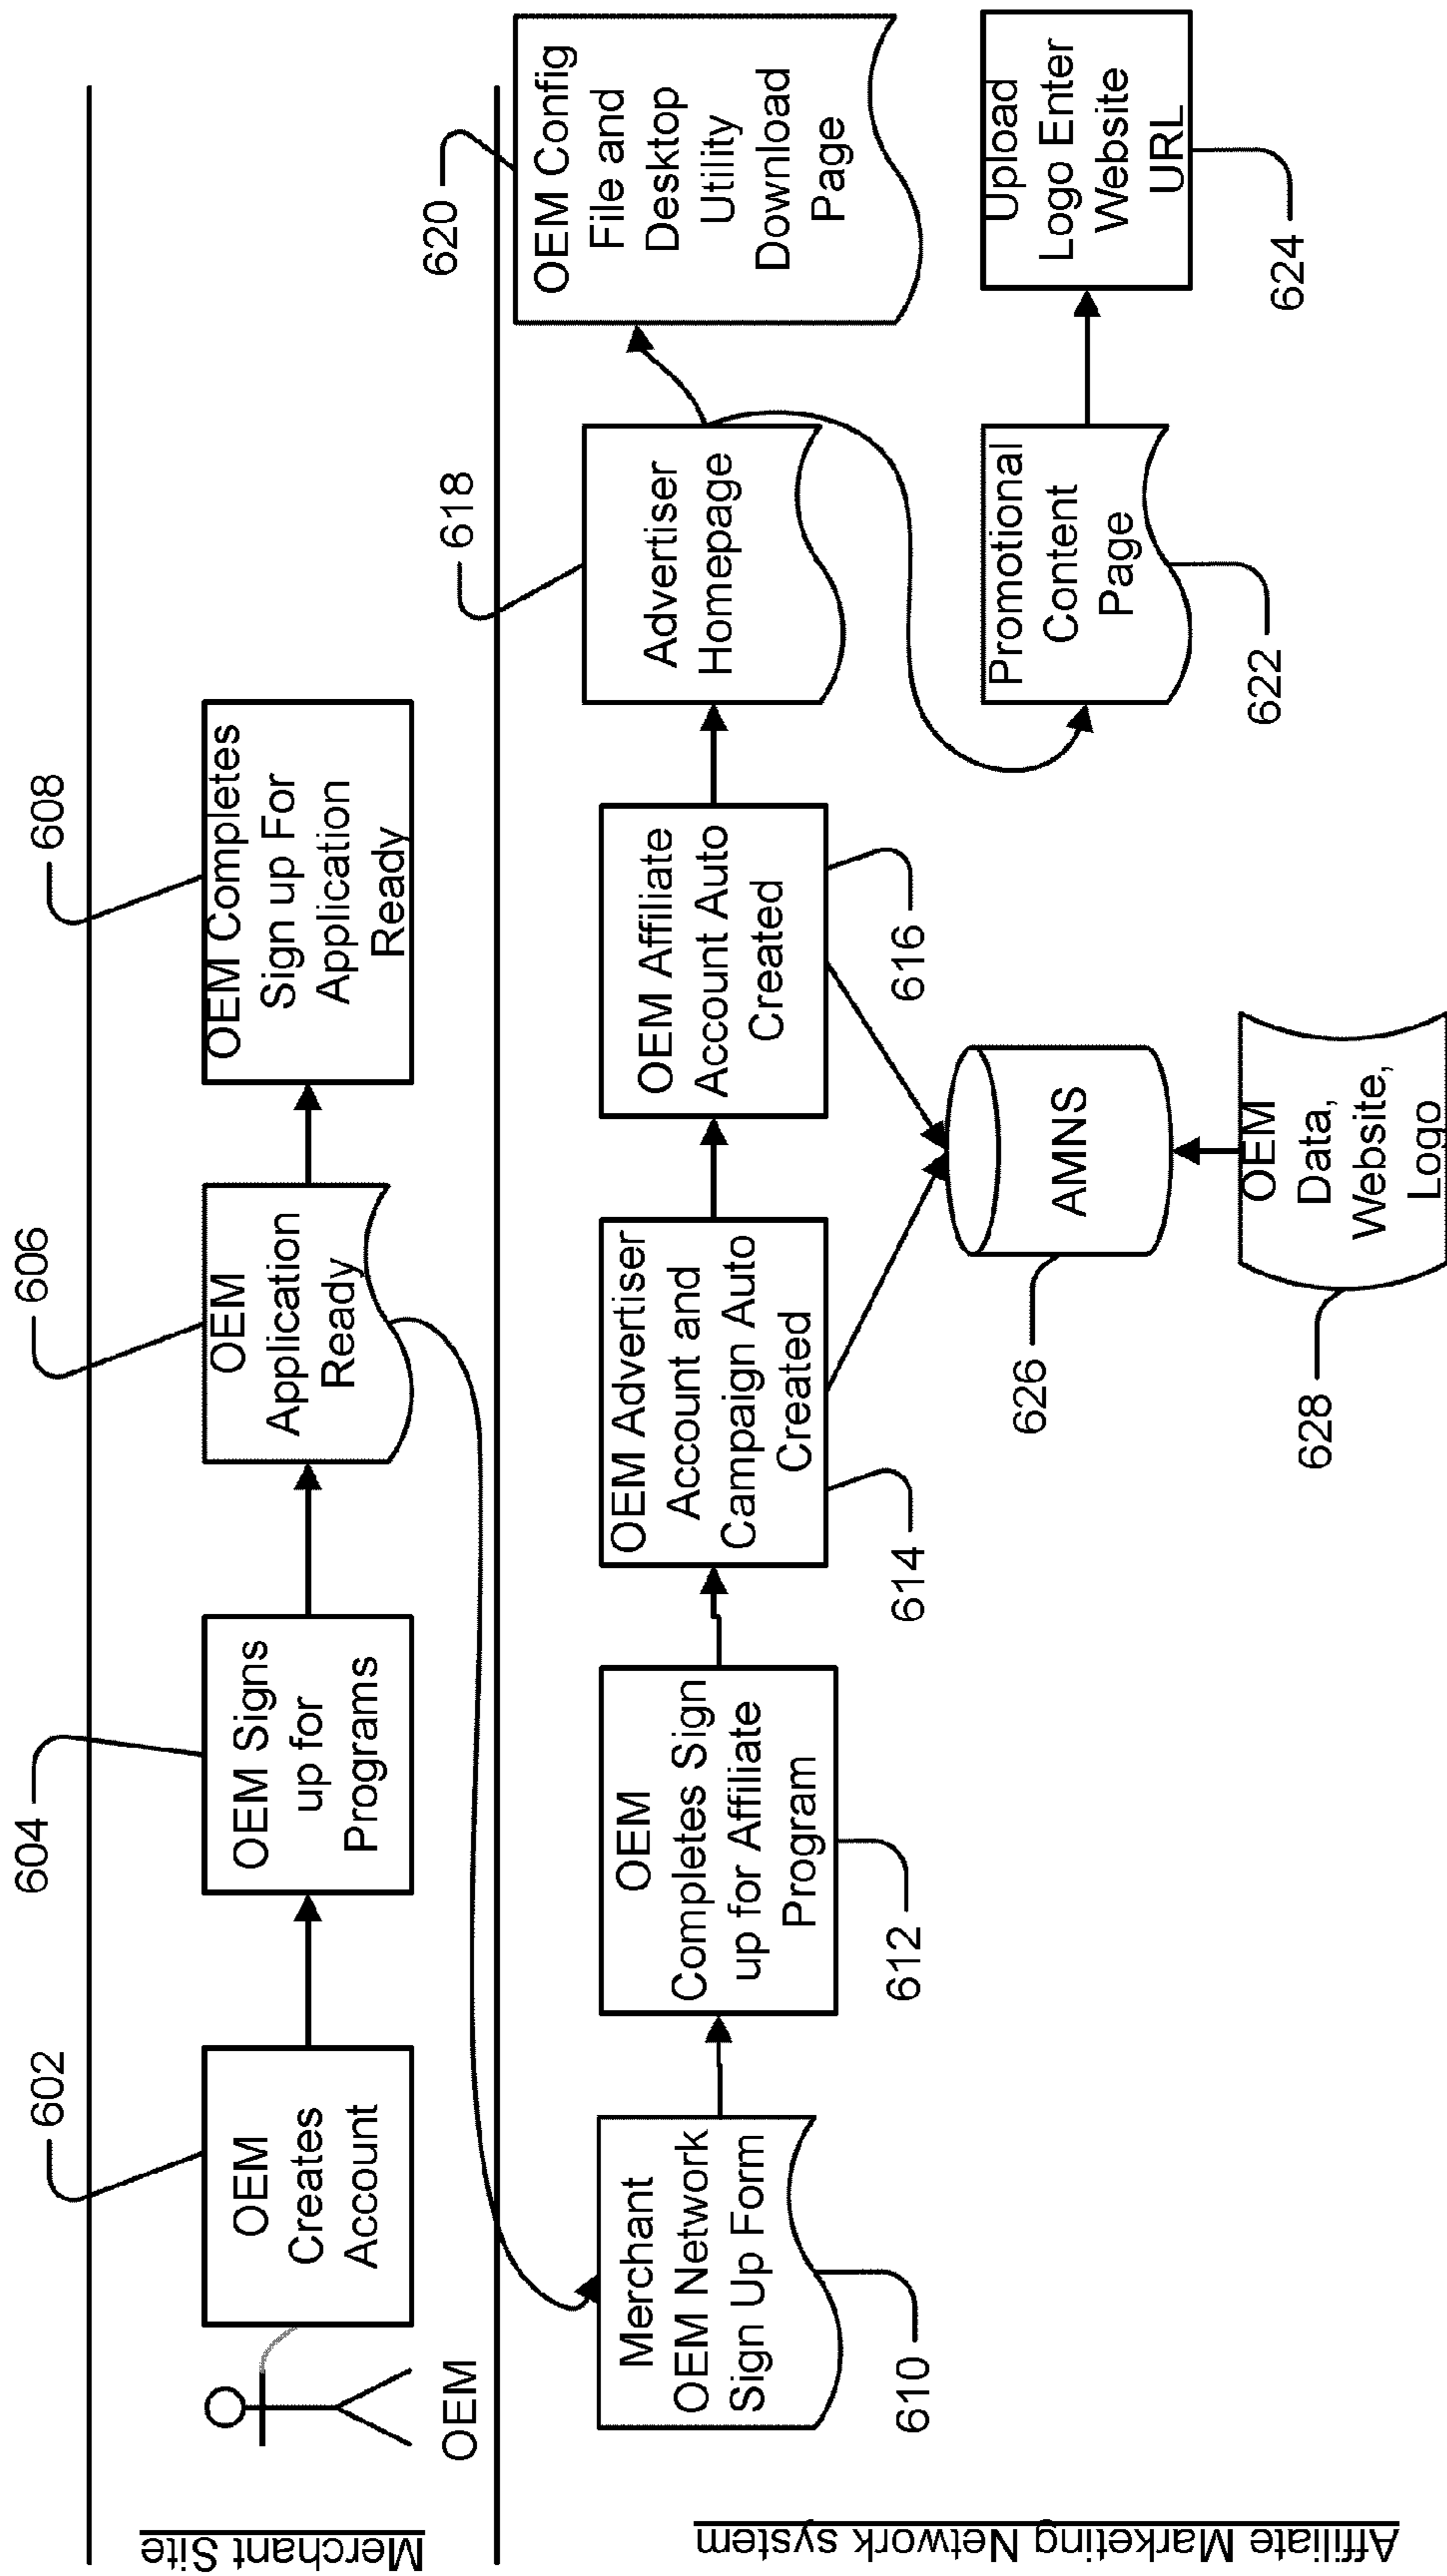 Merchant Site
602
604
606
608
OEM
OEM
Creates
Account
OEM Signs
up for
Programs
OEM
Application
Ready
OEM Completes
Sign up For
Application
Ready
Affiliate Marketing Network system
Merchant
OEM Network
Sign Up Form
610
OEM
Completes Sign
up for Affiliate
Program
612
OEM Advertiser
Account and
Campaign Auto
Created
614
OEM Affiliate
Account Auto
Created
616
618
Advertiser
Homepage
620
OEM Config
File and
Desktop
Utility
Download
Page
Promotional
Content
Page
622
Upload
Logo Enter
Website
URL
624
AMNS
626
OEM
Data,
Website,
Logo
628